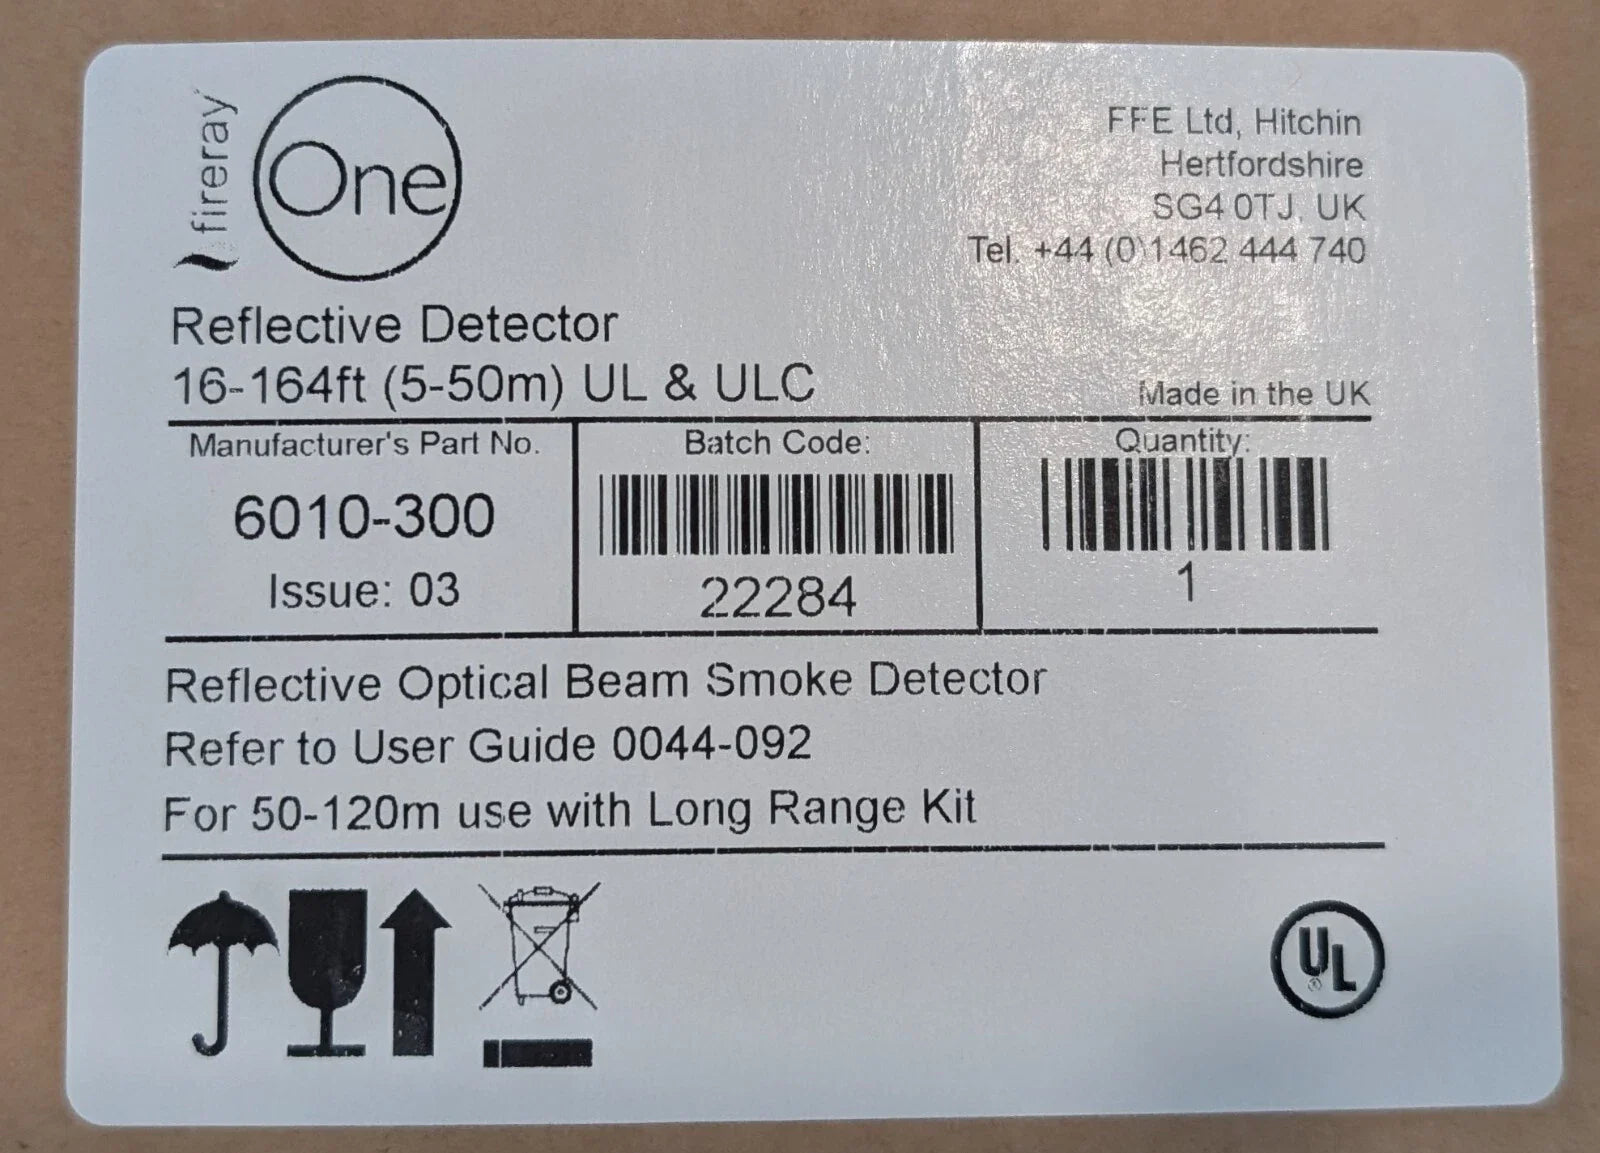 fireray
One
FFE Ltd, Hitchin
Hertfordshire
SG4 0TJ, UK
Tel. +44 (0)1462 444 740
Reflective Detector
16-164ft (5-50m) UL & ULC
Made in the UK
Manufacturer's Part No.
6010-300
Issue: 03
Batch Code:
22284
Quantity:
1
Reflective Optical Beam Smoke Detector
Refer to User Guide 0044-092
For 50-120m use with Long Range Kit
UL
®